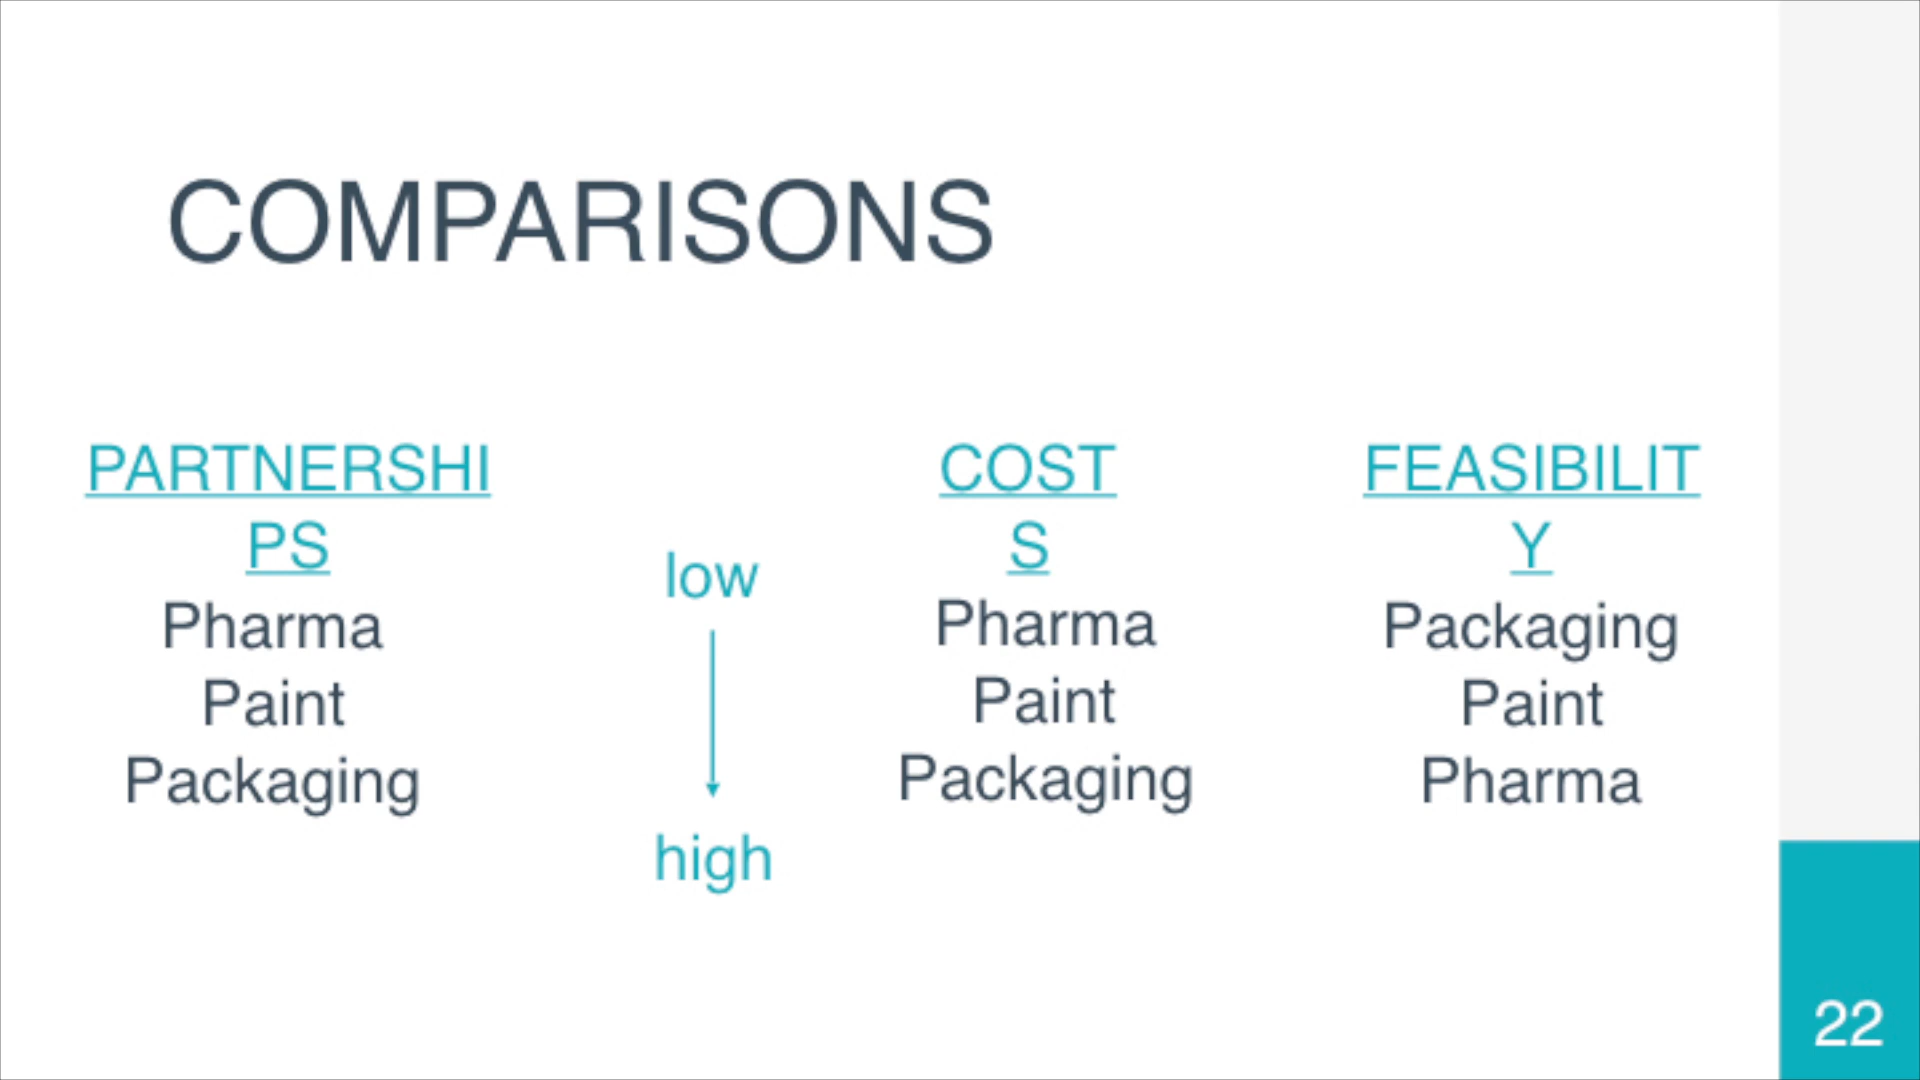 COMPARISONS
PARTNERSHI
PS
Pharma
Paint
Packaging
low
high
COST
S
Pharma
Paint
Packaging
FEASIBILIT
Y
Packaging
Paint
Pharma
22